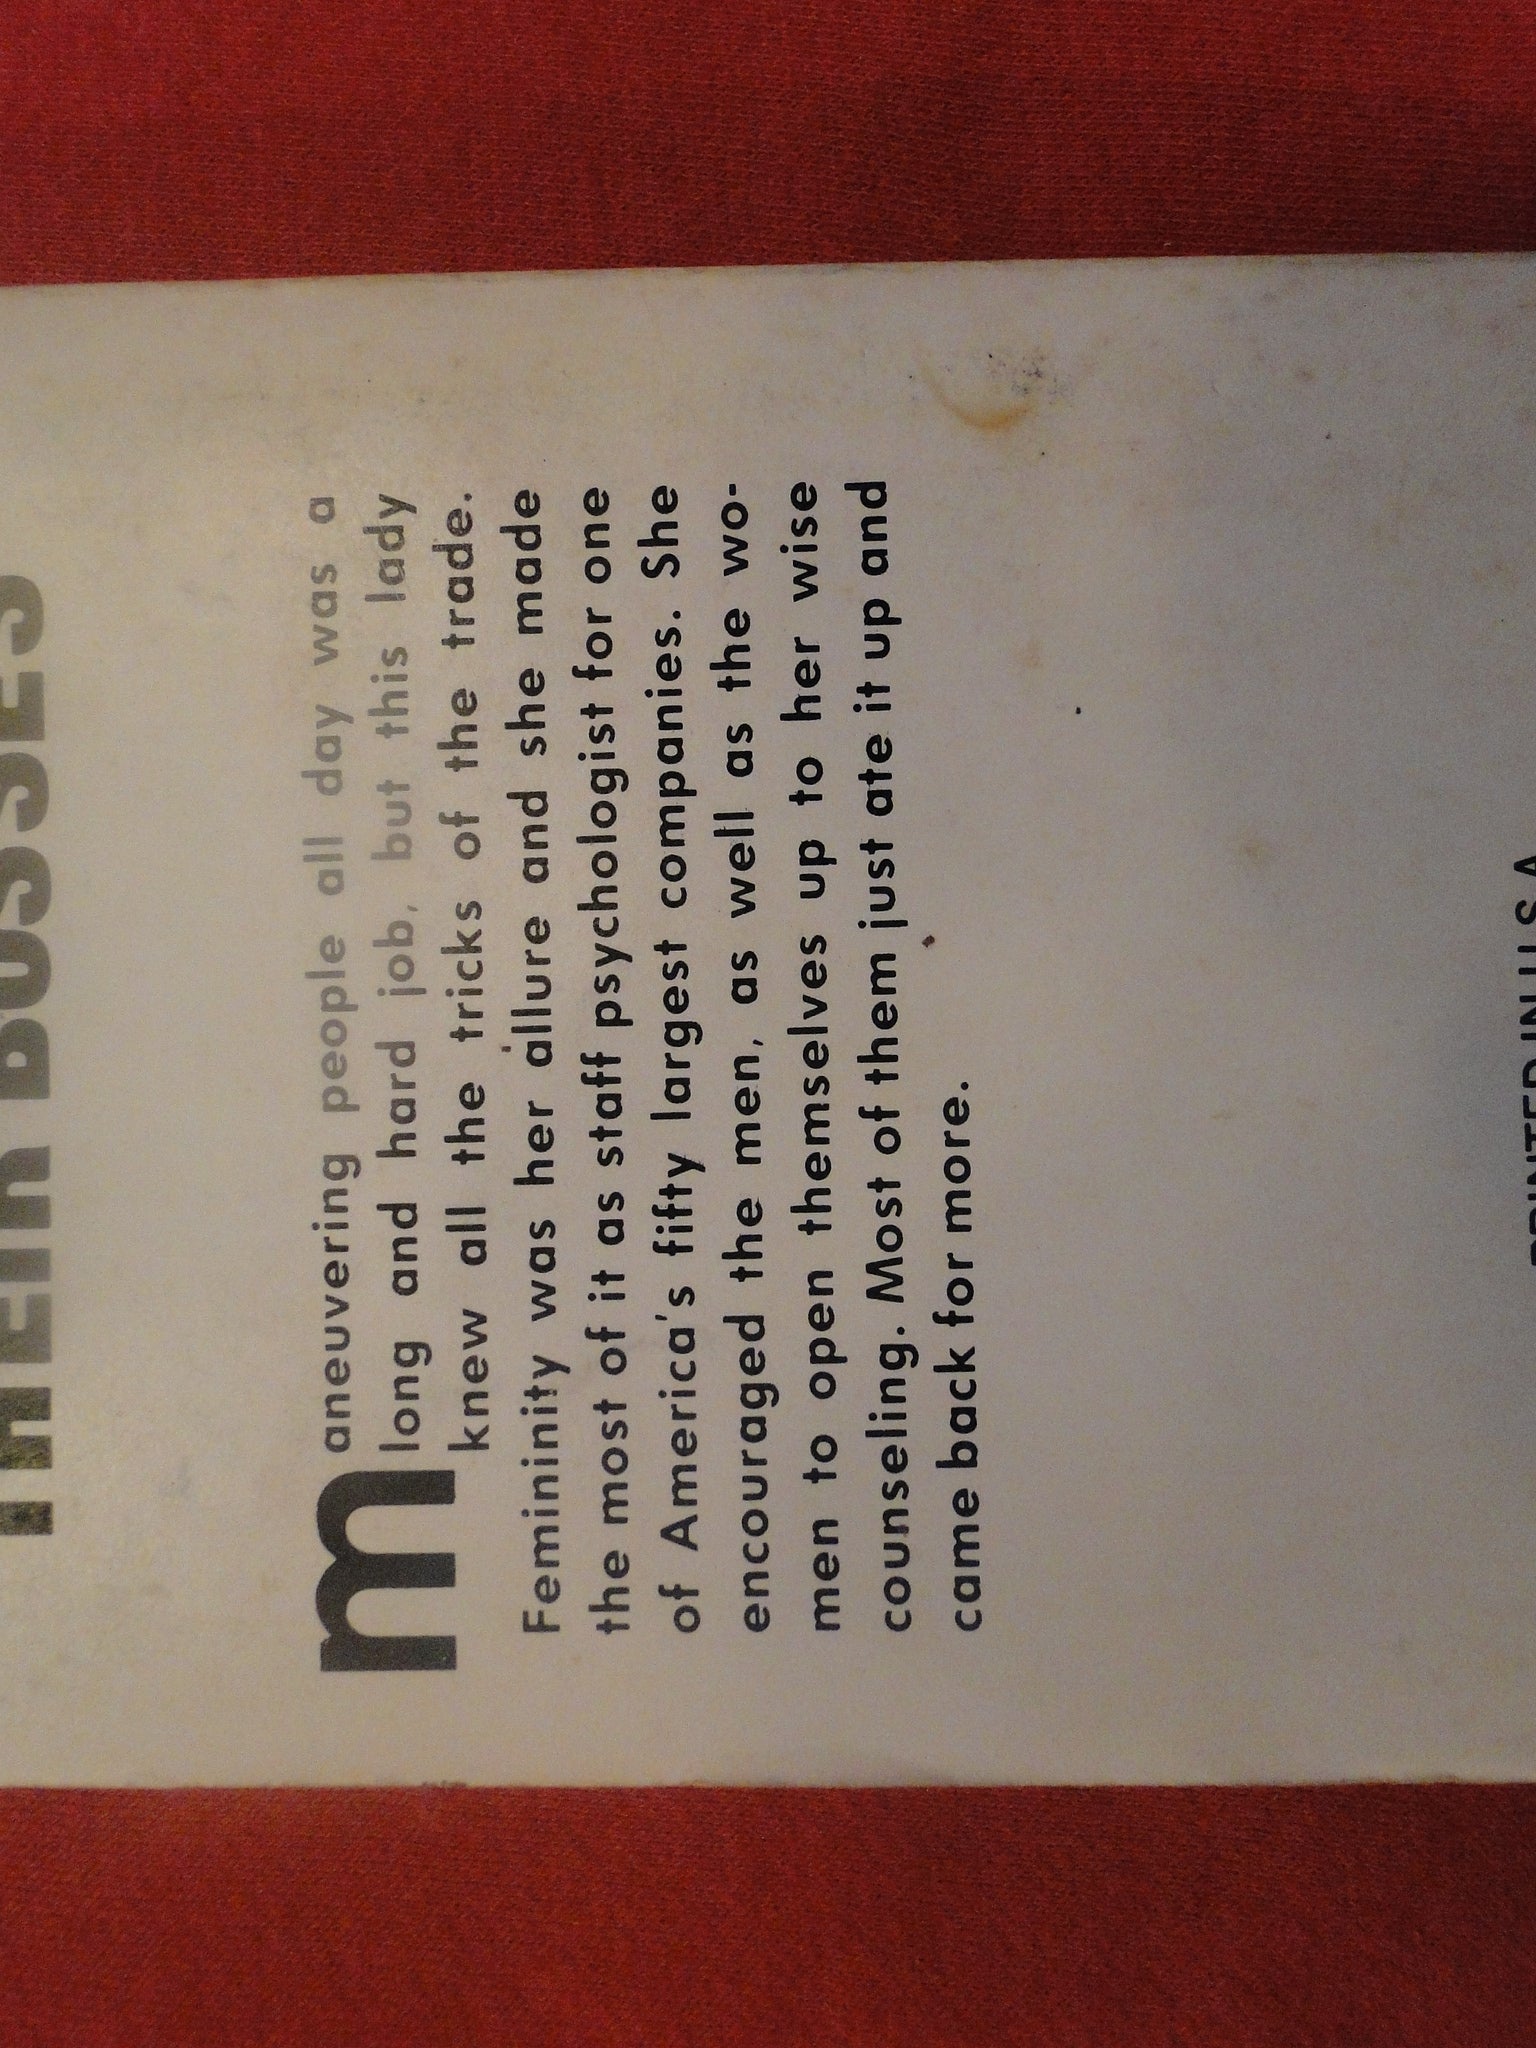 THEIR BOSSES
maneuvering people all day was a
long and hard job, but this lady
knew all the tricks of the trade.
Femininity was her allure and she made
the most of it as staff psychologist for one
of America's fifty largest companies. She
encouraged the men, as well as the wo-
men to open themselves up to her wise
counseling. Most of them just ate it up and
came back for more.
PRINTED IN U.S.A.